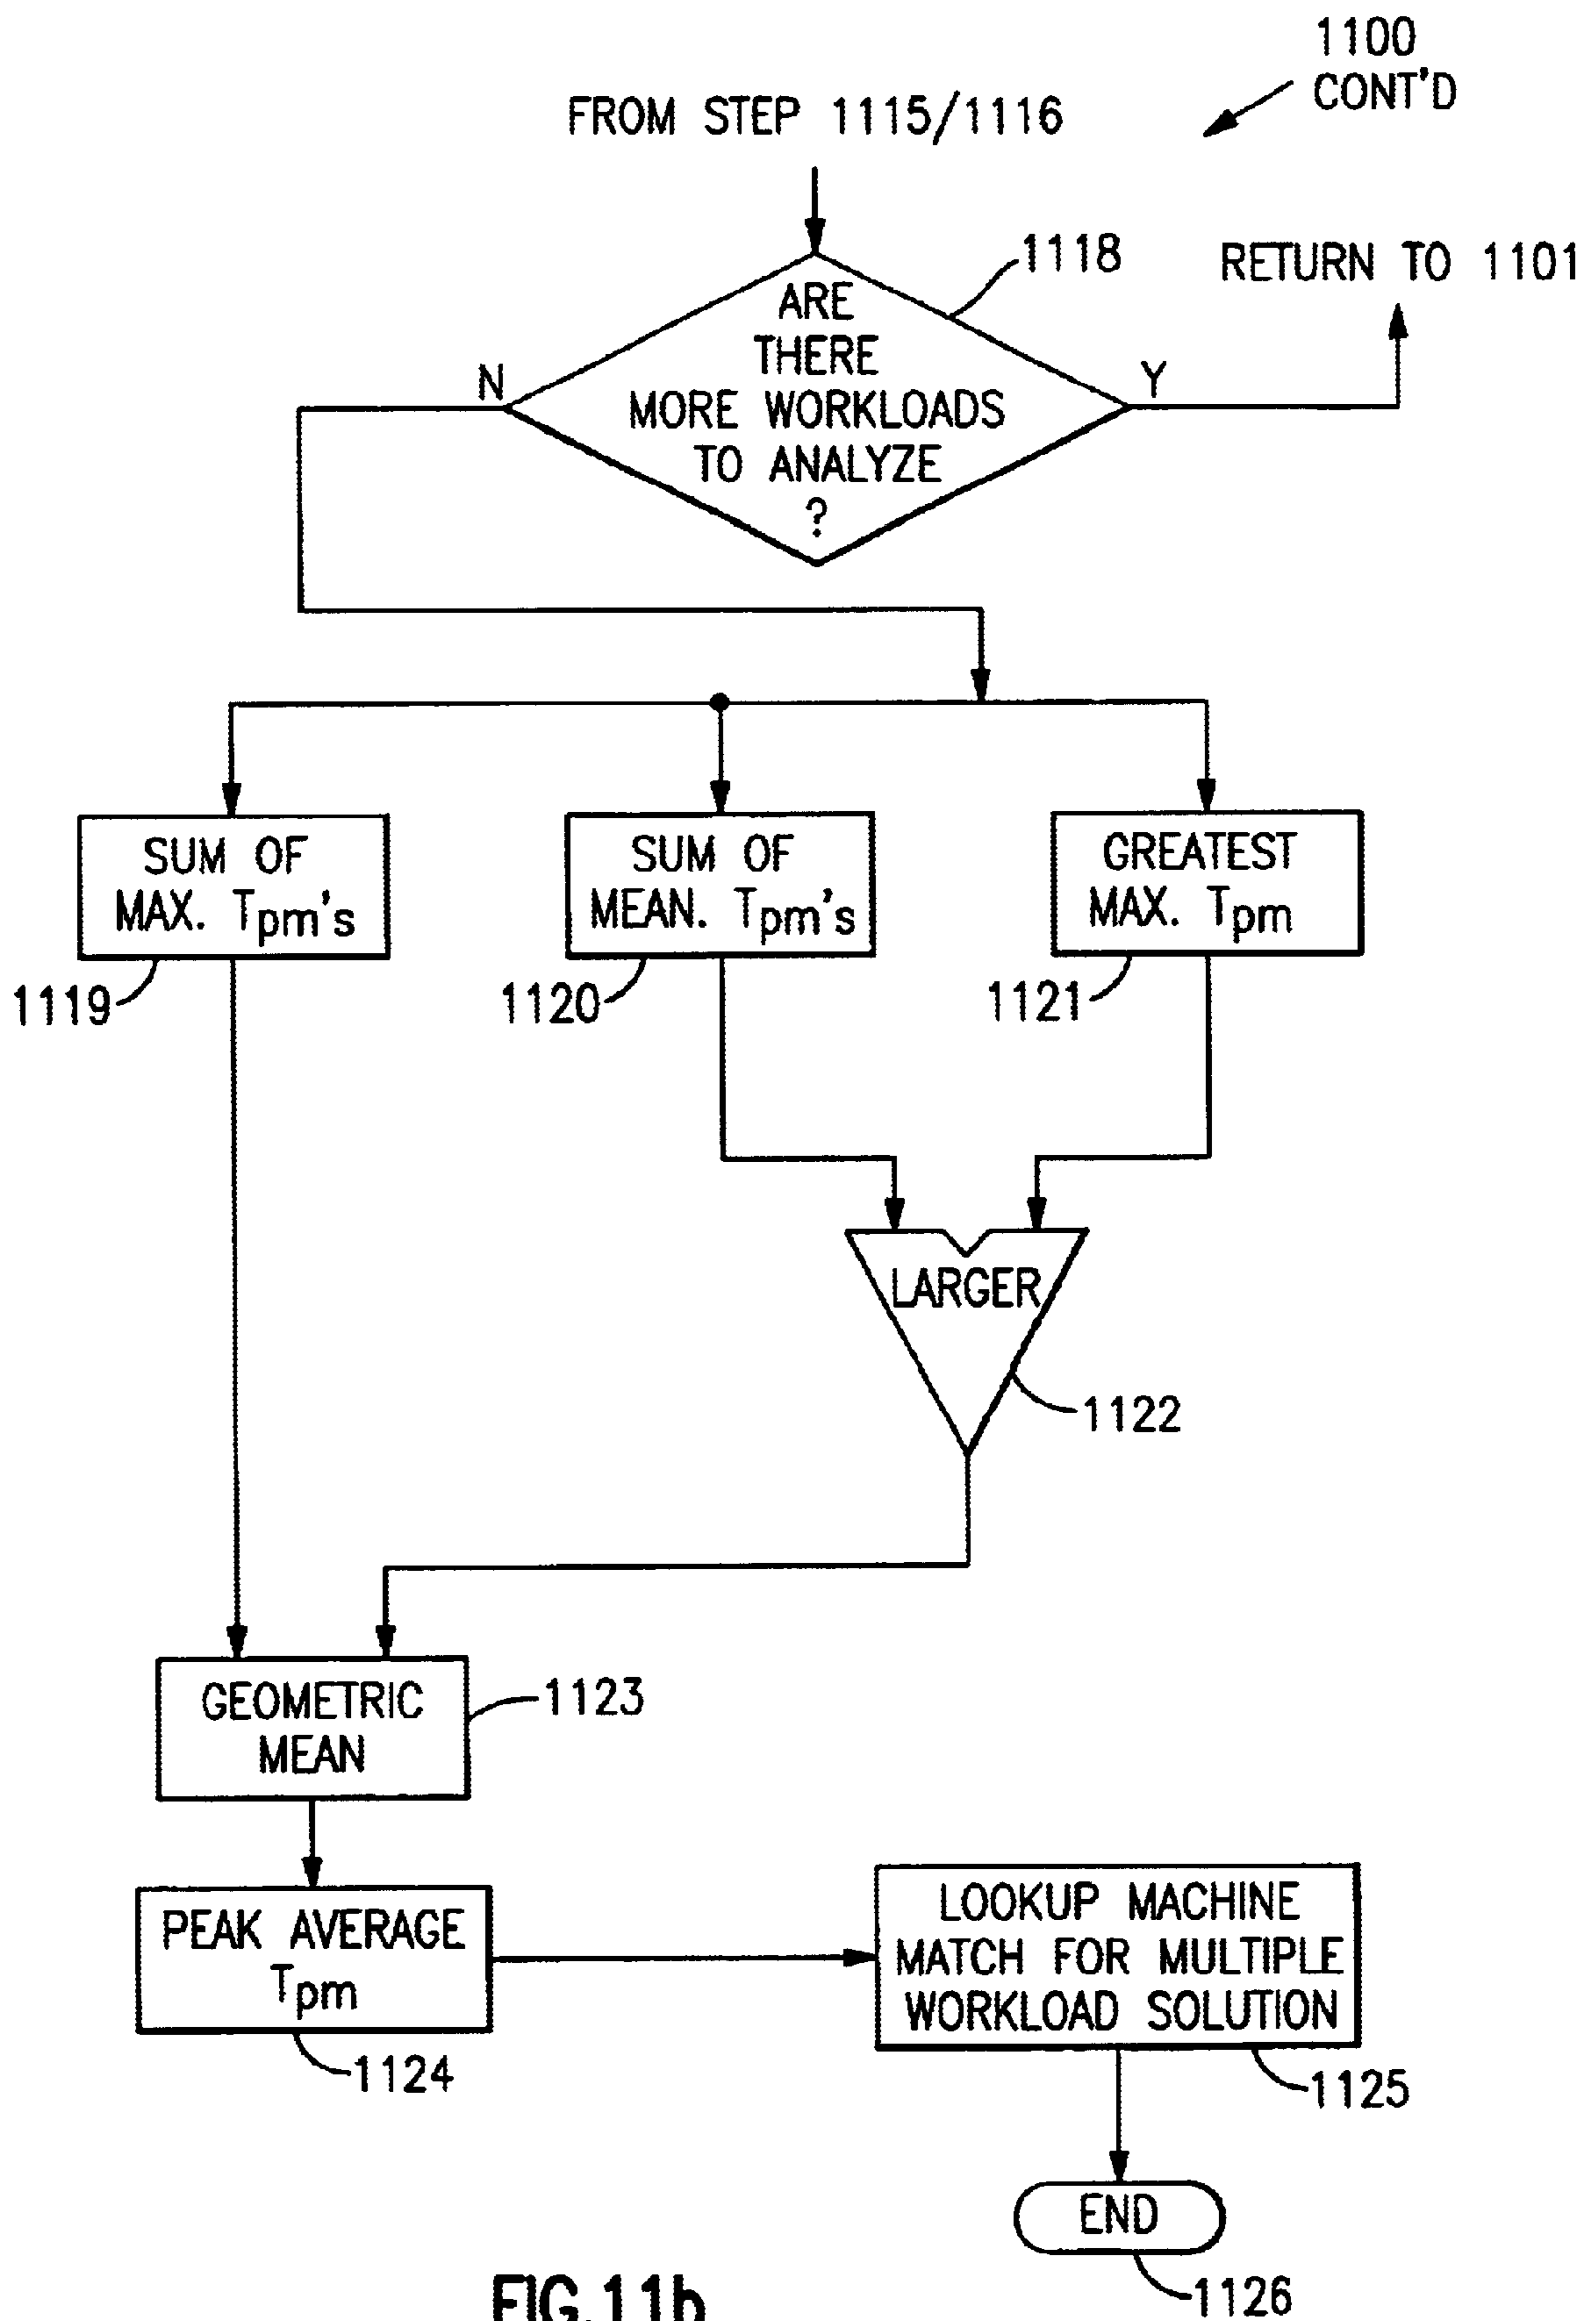 1100
CONT'D
FROM STEP 1115/1116
1118
RETURN TO 1101
ARE
THERE
MORE WORKLOADS
TO ANALYZE
?
N
Y
SUM OF
MAX. Tpm's
1119
SUM OF
MEAN. Tpm's
1120
GREATEST
MAX. Tpm
1121
LARGER
1122
GEOMETRIC
MEAN
1123
PEAK AVERAGE
Tpm
1124
LOOKUP MACHINE
MATCH FOR MULTIPLE
WORKLOAD SOLUTION
1125
END
1126
FIG.11b